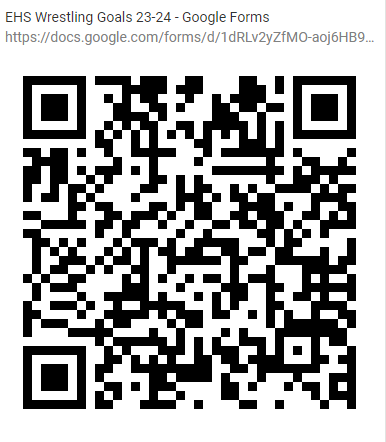 EHS Wrestling Goals 23-24 - Google Forms
https://docs.google.com/forms/d/1dRLv2yZfMO-aoj6HB9...